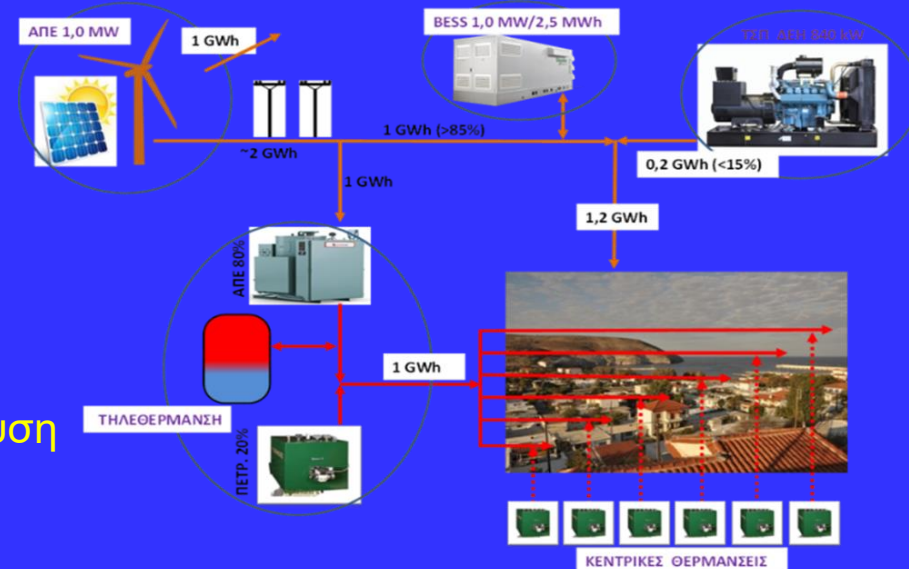 ΑΠΕ 1,0 MW
1 GWh
BESS 1,0 MW/2,5 MWh
1 GWh (>85%)
~2 GWh
0,2 GWh (<15%)
1 GWh
1,2 GWh
ΑΠΕ 80%
1 GWh
ΤΗΛΕΘΕΡΜΑΝΣΗ
ΠΕΤΡ. 20%
ΚΕΝΤΡΙΚΕΣ ΘΕΡΜΑΝΣΕΙΣ